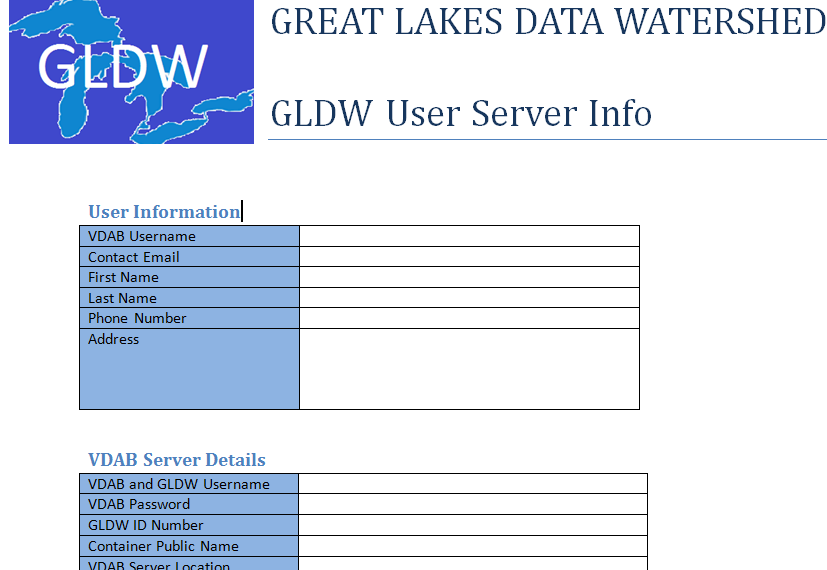 GREAT LAKES DATA WATERSHED
GLDW
GLDW User Server Info
User Information
VDAB Username
Contact Email
First Name
Last Name
Phone Number
Address
VDAB Server Details
VDAB and GLDW Username
VDAB Password
GLDW ID Number
Container Public Name
VDAB Server Location